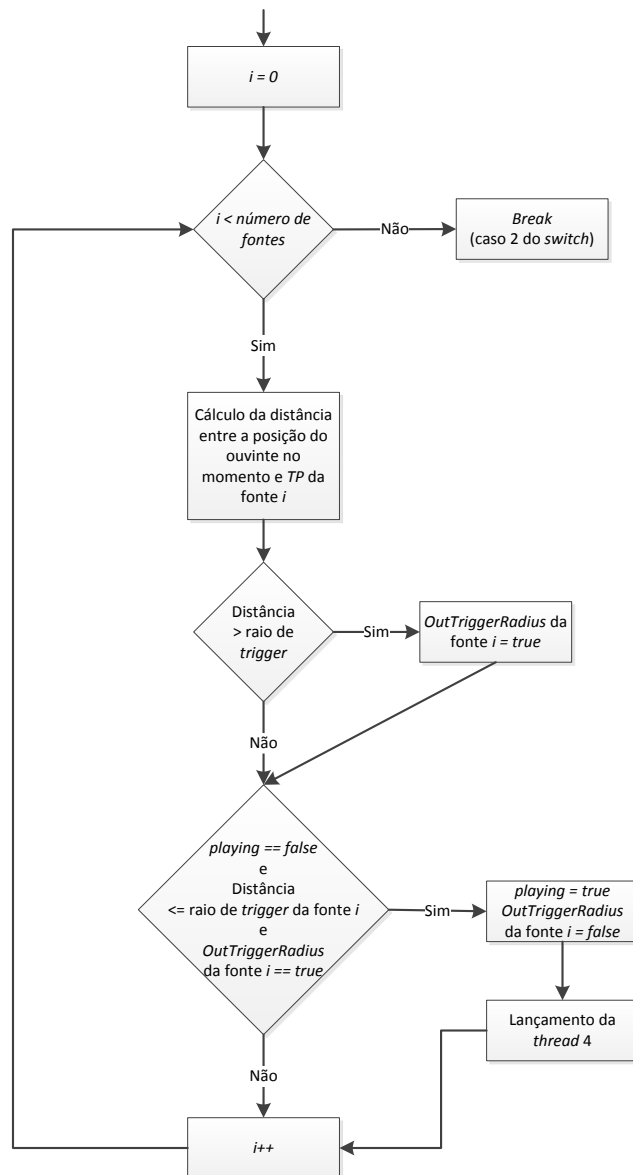 i = 0
i < número de
fontes
Não
Break
(caso 2 do switch)
Sim
Cálculo da distância
entre a posição do
ouvinte no
momento e TP da
fonte i
Distância
> raio de
trigger
Sim
OutTriggerRadius da
fonte i = true
Não
playing == false
e
Distância
<= raio de trigger da fonte i
e
OutTriggerRadius
da fonte i == true
Sim
playing = true
OutTriggerRadius
da fonte i = false
Lançamento da
thread 4
Não
i++